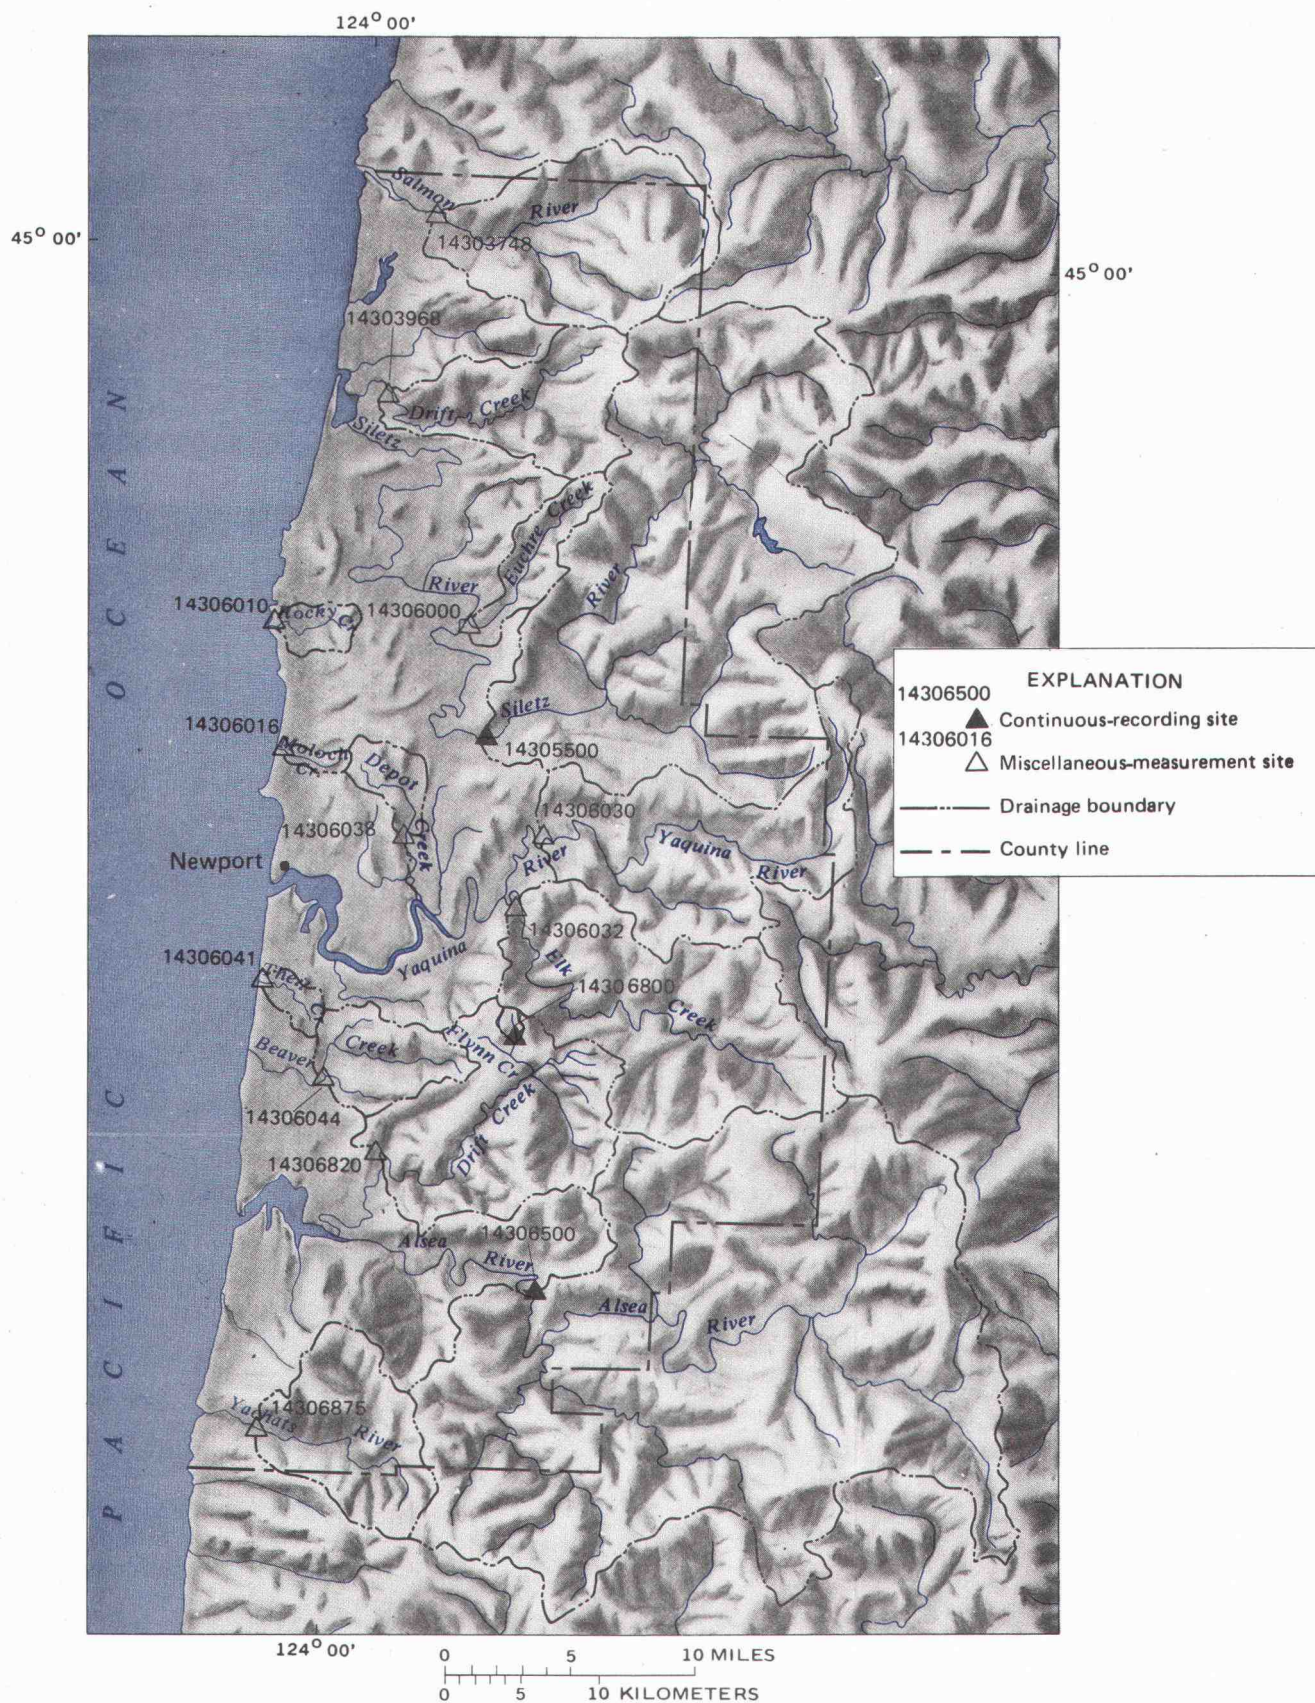 124° 00'
45° 00'
45° 00'
Salmon
River
14303748
14303968
Drift Creek
Siletz
Euchre Creek
River
River
14306010
Rocky Cr
14306000
Siletz
14305500
14306016
Moloch
Cr.
Depot
Creek
14306030
14306038
Newport
River
Yaquina
River
14306032
Yaquina
Elk
Creek
14306041
Theil
Cr
14306800
Flynn Cr
Beaver
Creek
14306044
Drift Creek
14306820
Alsea
River
14306500
Alsea
River
14306875
Yachats
River
PACIFIC OCEAN
EXPLANATION
14306500
Continuous-recording site
14306016
Miscellaneous-measurement site
Drainage boundary
County line
124° 00'
0 5 10 MILES
0 5 10 KILOMETERS